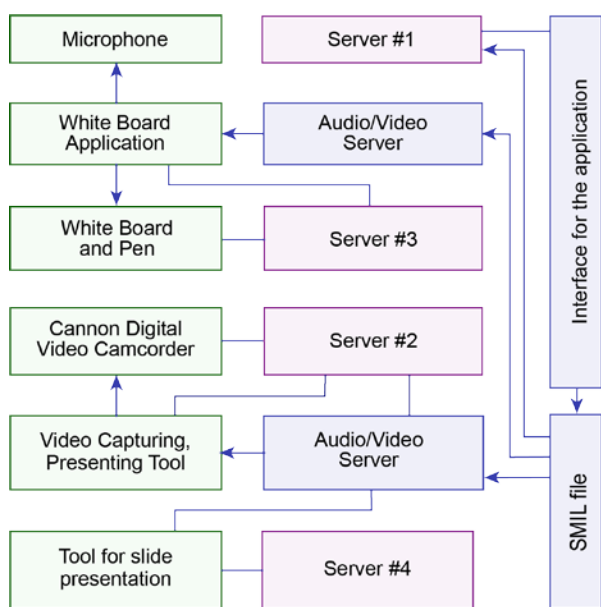 Microphone
Server #1
White Board
Application
Audio/Video
Server
White Board
and Pen
Server #3
Interface for the application
Cannon Digital
Video Camcorder
Server #2
Video Capturing,
Presenting Tool
Audio/Video
Server
SMIL file
Tool for slide
presentation
Server #4